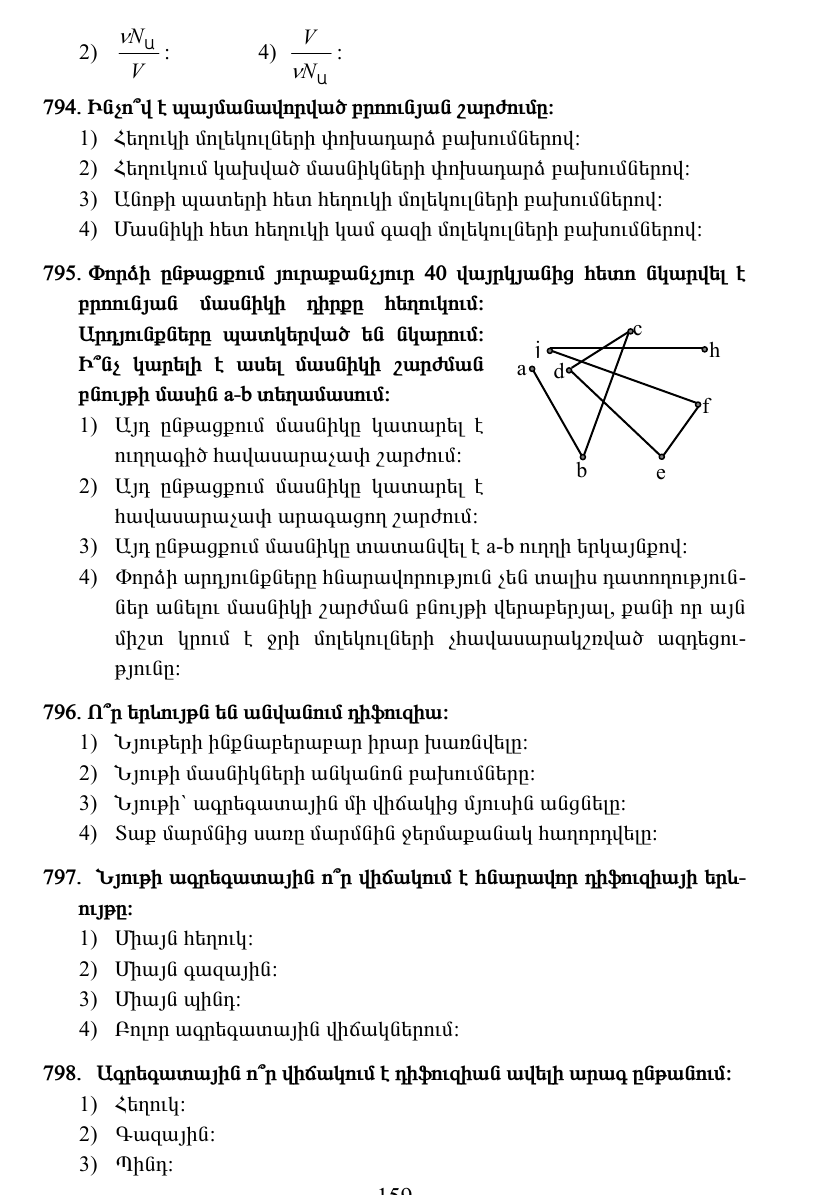 2) νNա / V : 4) V / νNա :
794. Ինչո՞վ է պայմանավորված բրոունյան շարժումը:
1) Հեղուկի մոլեկուլների փոխադարձ բախումներով:
2) Հեղուկում կախված մասնիկների փոխադարձ բախումներով:
3) Անոթի պատերի հետ հեղուկի մոլեկուլների բախումներով:
4) Մասնիկի հետ հեղուկի կամ գազի մոլեկուլների բախումներով:
795. Փորձի ընթացքում յուրաքանչյուր 40 վայրկյանից հետո նկարվել է
բրոունյան մասնիկի դիրքը հեղուկում:
Արդյունքները պատկերված են նկարում:
Ի՞նչ կարելի է ասել մասնիկի շարժման
բնույթի մասին a-b տեղամասում:
c
i
h
a
d
f
b
e
1) Այդ ընթացքում մասնիկը կատարել է
ուղղագիծ հավասարաչափ շարժում:
2) Այդ ընթացքում մասնիկը կատարել է
հավասարաչափ արագացող շարժում:
3) Այդ ընթացքում մասնիկը տատանվել է a-b ուղղի երկայնքով:
4) Փորձի արդյունքները հնարավորություն չեն տալիս դատողություն-
ներ անելու մասնիկի շարժման բնույթի վերաբերյալ, քանի որ այն
միշտ կրում է ջրի մոլեկուլների չհավասարակշռված ազդեցու-
թյունը:
796. Ո՞ր երևույթն են անվանում դիֆուզիա:
1) Նյութերի ինքնաբերաբար իրար խառնվելը:
2) Նյութի մասնիկների անկանոն բախումները:
3) Նյութի՝ ագրեգատային մի վիճակից մյուսին անցնելը:
4) Տաք մարմնից սառը մարմնին ջերմաքանակ հաղորդվելը:
797. Նյութի ագրեգատային ո՞ր վիճակում է հնարավոր դիֆուզիայի երև-
ույթը:
1) Միայն հեղուկ:
2) Միայն գազային:
3) Միայն պինդ:
4) Բոլոր ագրեգատային վիճակներում:
798. Ագրեգատային ո՞ր վիճակում է դիֆուզիան ավելի արագ ընթանում:
1) Հեղուկ:
2) Գազային:
3) Պինդ: